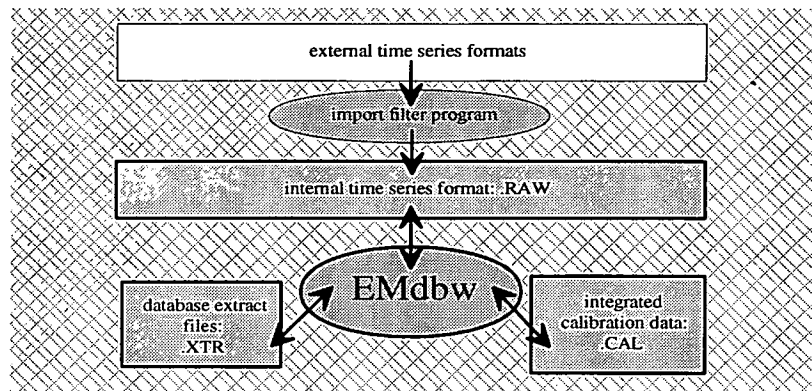 external time series formats
import filter program
internal time series format: .RAW
EMdbw
database extract
files:
.XTR
integrated
calibration data:
.CAL